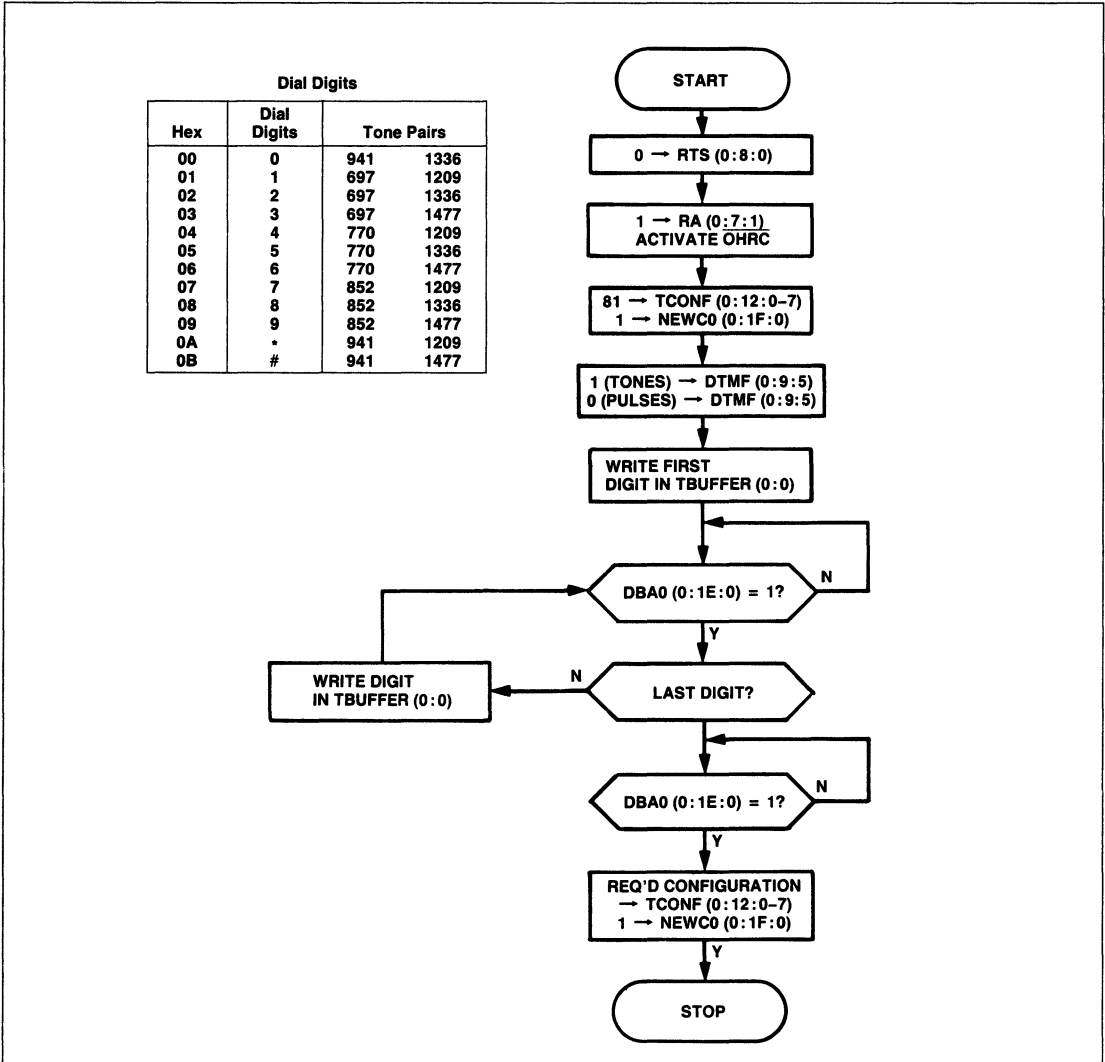 Dial Digits
Hex Dial Digits Tone Pairs
00 0 941 1336
01 1 697 1209
02 2 697 1336
03 3 697 1477
04 4 770 1209
05 5 770 1336
06 6 770 1477
07 7 852 1209
08 8 852 1336
09 9 852 1477
0A * 941 1209
0B # 941 1477
START
0 → RTS (0:8:0)
1 → RA (0:7:1)
ACTIVATE O̅H̅R̅C̅
81 → TCONF (0:12:0–7)
1 → NEWC0 (0:1F:0)
1 (TONES) → DTMF (0:9:5)
0 (PULSES) → DTMF (0:9:5)
WRITE FIRST
DIGIT IN TBUFFER (0:0)
DBA0 (0:1E:0) = 1?
N
Y
LAST DIGIT?
N
WRITE DIGIT
IN TBUFFER (0:0)
DBA0 (0:1E:0) = 1?
N
Y
REQ'D CONFIGURATION
→ TCONF (0:12:0–7)
1 → NEWC0 (0:1F:0)
Y
STOP